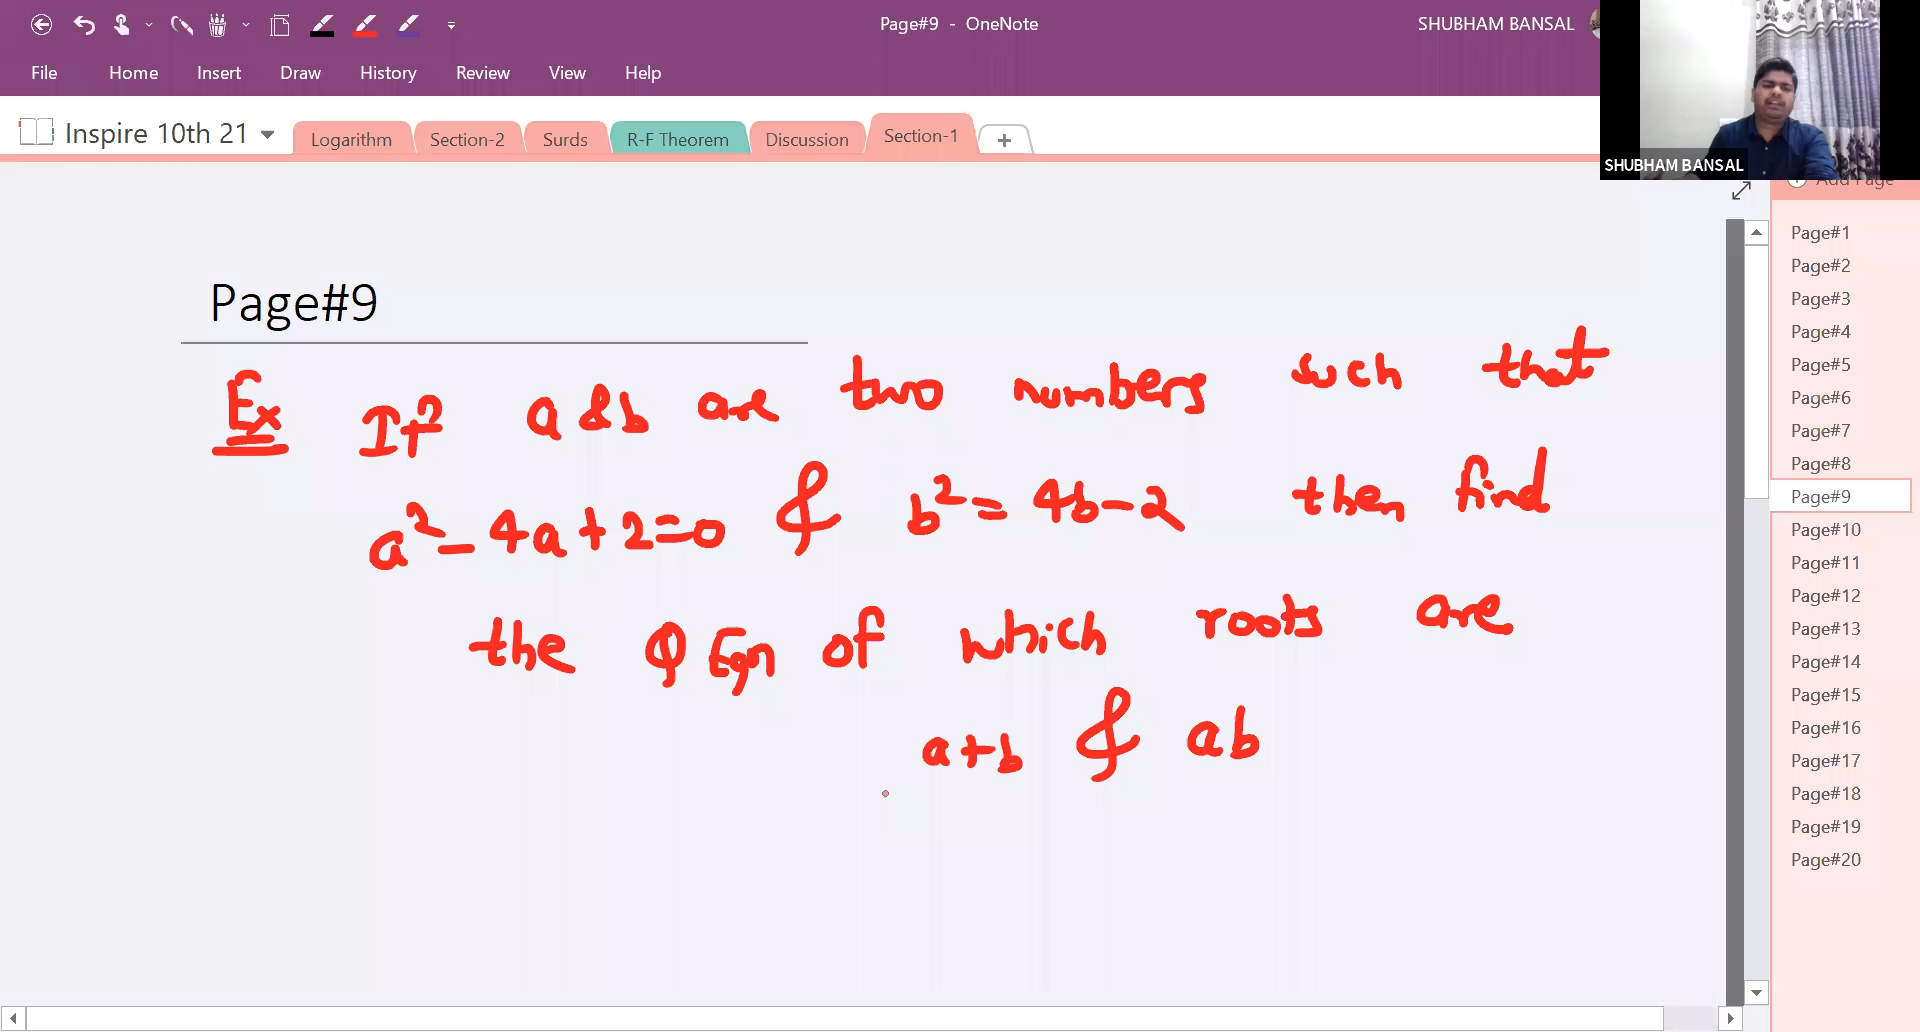 Page#9 - OneNote
SHUBHAM BANSAL
File Home Insert Draw History Review View Help
Inspire 10th 21
Logarithm Section-2 Surds R-F Theorem Discussion Section-1 +
SHUBHAM BANSAL
Add Page
Page#1
Page#2
Page#3
Page#4
Page#5
Page#6
Page#7
Page#8
Page#9
Page#10
Page#11
Page#12
Page#13
Page#14
Page#15
Page#16
Page#17
Page#18
Page#19
Page#20
Page#9
Ex If a & b are two numbers such that
a² - 4a + 2 = 0 & b² = 4b - 2 then find
the Q Eqn of which roots are
a + b & ab